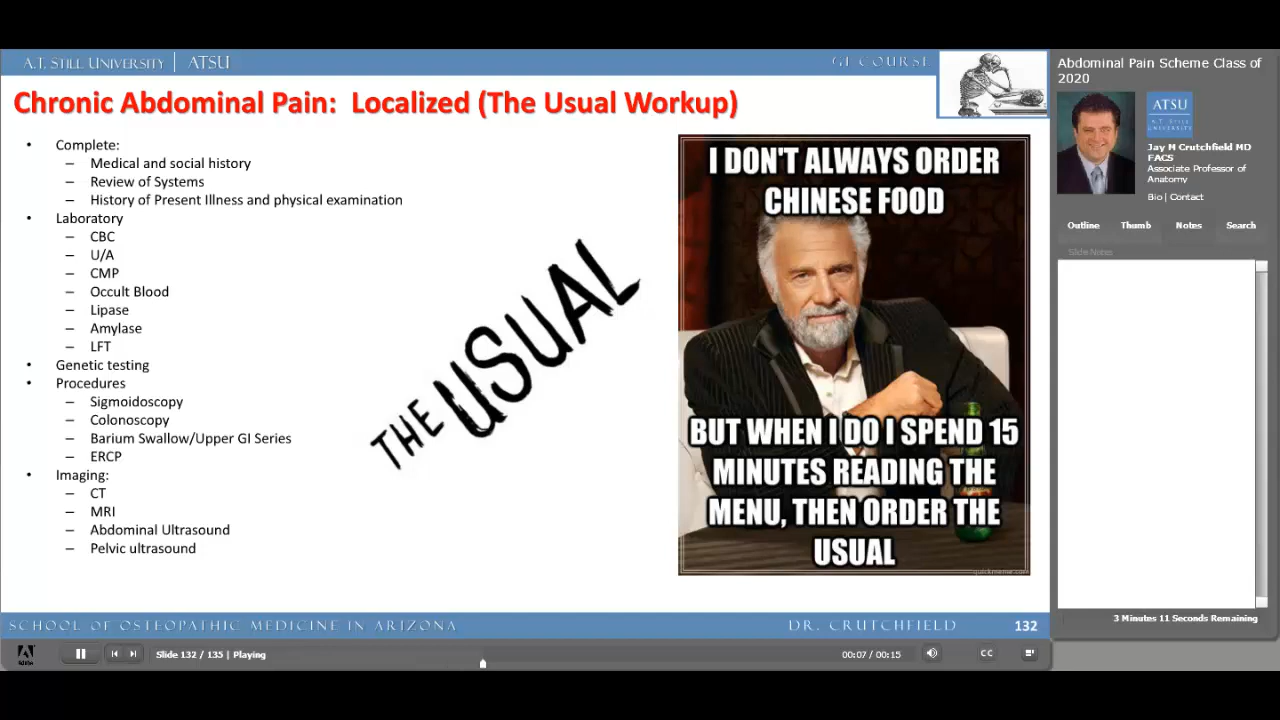 A.T. STILL UNIVERSITY | ATSU
GI COURSE
Chronic Abdominal Pain: Localized (The Usual Workup)
• Complete:
– Medical and social history
– Review of Systems
– History of Present Illness and physical examination
• Laboratory
– CBC
– U/A
– CMP
– Occult Blood
– Lipase
– Amylase
– LFT
• Genetic testing
• Procedures
– Sigmoidoscopy
– Colonoscopy
– Barium Swallow/Upper GI Series
– ERCP
• Imaging:
– CT
– MRI
– Abdominal Ultrasound
– Pelvic ultrasound
THE USUAL
I DON'T ALWAYS ORDER
CHINESE FOOD
BUT WHEN I DO I SPEND 15
MINUTES READING THE
MENU, THEN ORDER THE
USUAL
quickmeme.com
SCHOOL OF OSTEOPATHIC MEDICINE IN ARIZONA
DR. CRUTCHFIELD
132
Abdominal Pain Scheme Class of
2020
ATSU
A.T. STILL
UNIVERSITY
Jay M Crutchfield MD
FACS
Associate Professor of
Anatomy
Bio | Contact
Outline
Thumb
Notes
Search
Slide Notes
3 Minutes 11 Seconds Remaining
Adobe
Slide 132 / 135 | Playing
00:07 / 00:15
CC